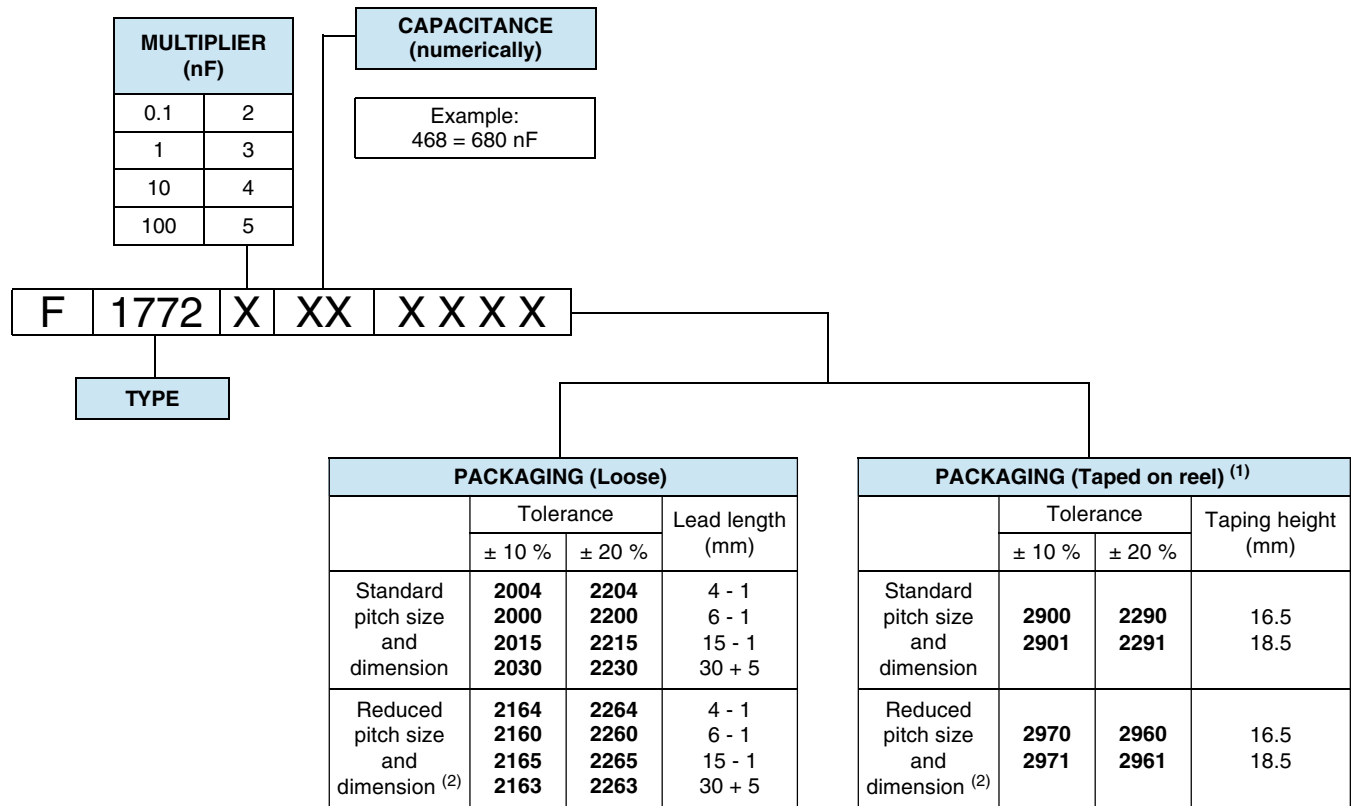 MULTIPLIER
(nF)
0.1 2
1 3
10 4
100 5
CAPACITANCE
(numerically)
Example:
468 = 680 nF
F 1772 X XX X X X X
TYPE
PACKAGING (Loose)
Tolerance
Lead length
(mm)
± 10 % ± 20 %
Standard
pitch size
and
dimension
2004 2204 4 - 1
2000 2200 6 - 1
2015 2215 15 - 1
2030 2230 30 + 5
Reduced
pitch size
and
dimension (2)
2164 2264 4 - 1
2160 2260 6 - 1
2165 2265 15 - 1
2163 2263 30 + 5
PACKAGING (Taped on reel) (1)
Tolerance
Taping height
(mm)
± 10 % ± 20 %
Standard
pitch size
and
dimension
2900 2290 16.5
2901 2291 18.5
Reduced
pitch size
and
dimension (2)
2970 2960 16.5
2971 2961 18.5